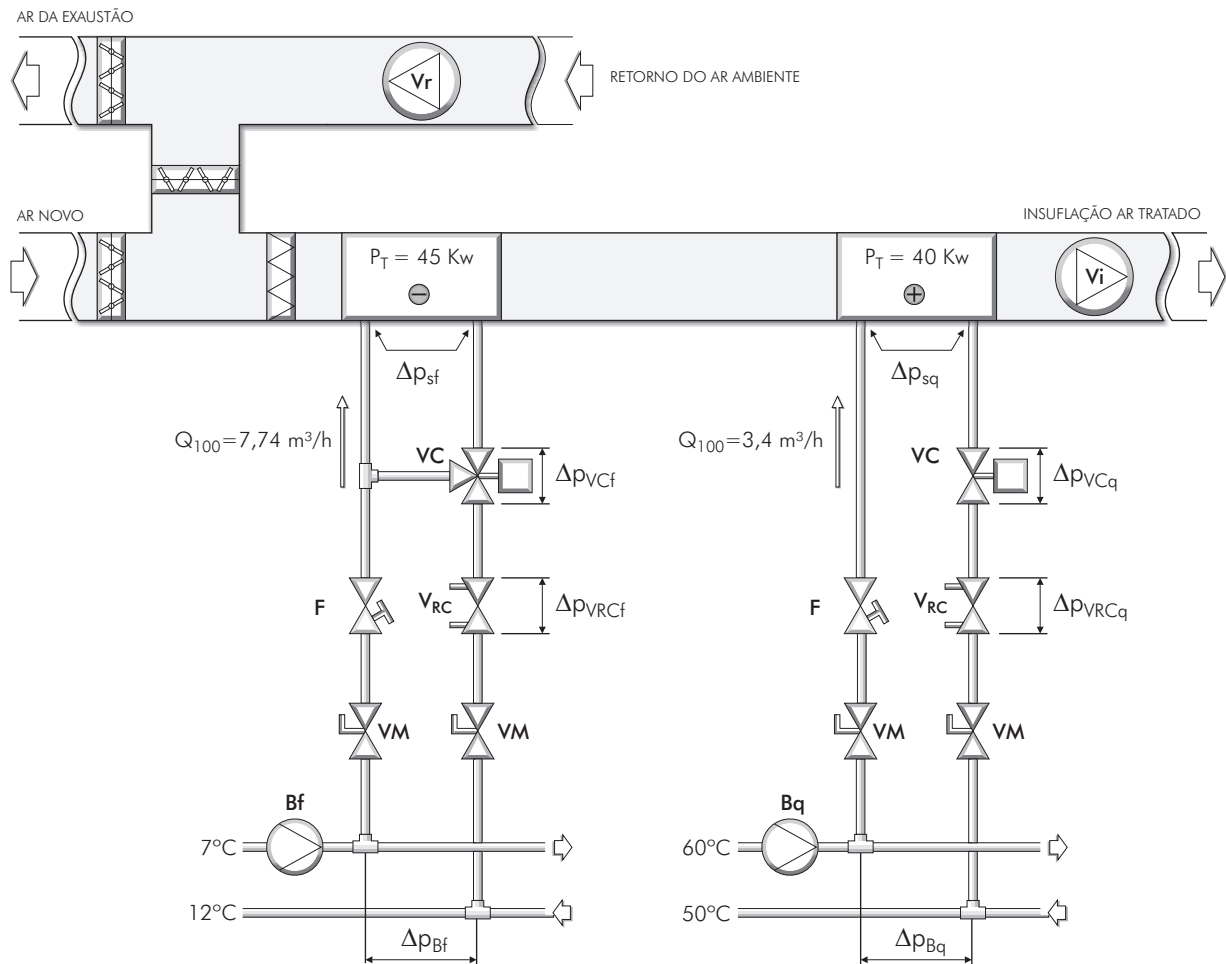 AR DA EXAUSTÃO
Vr
RETORNO DO AR AMBIENTE
AR NOVO
INSUFLAÇÃO AR TRATADO
P_T = 45 Kw
P_T = 40 Kw
Vi
Δp_sf
Δp_sq
Q_100=7,74 m³/h
VC
Δp_VCf
Q_100=3,4 m³/h
VC
Δp_VCq
F
V_RC
Δp_VRCf
F
V_RC
Δp_VRCq
VM
VM
VM
VM
Bf
Bq
7°C
60°C
12°C
50°C
Δp_Bf
Δp_Bq